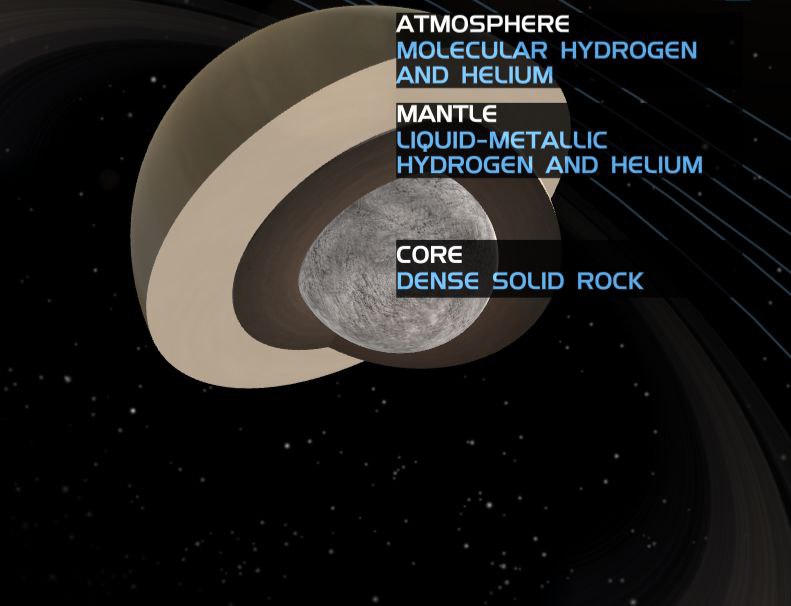 ATMOSPHERE
MOLECULAR HYDROGEN
AND HELIUM
MANTLE
LIQUID-METALLIC
HYDROGEN AND HELIUM
CORE
DENSE SOLID ROCK